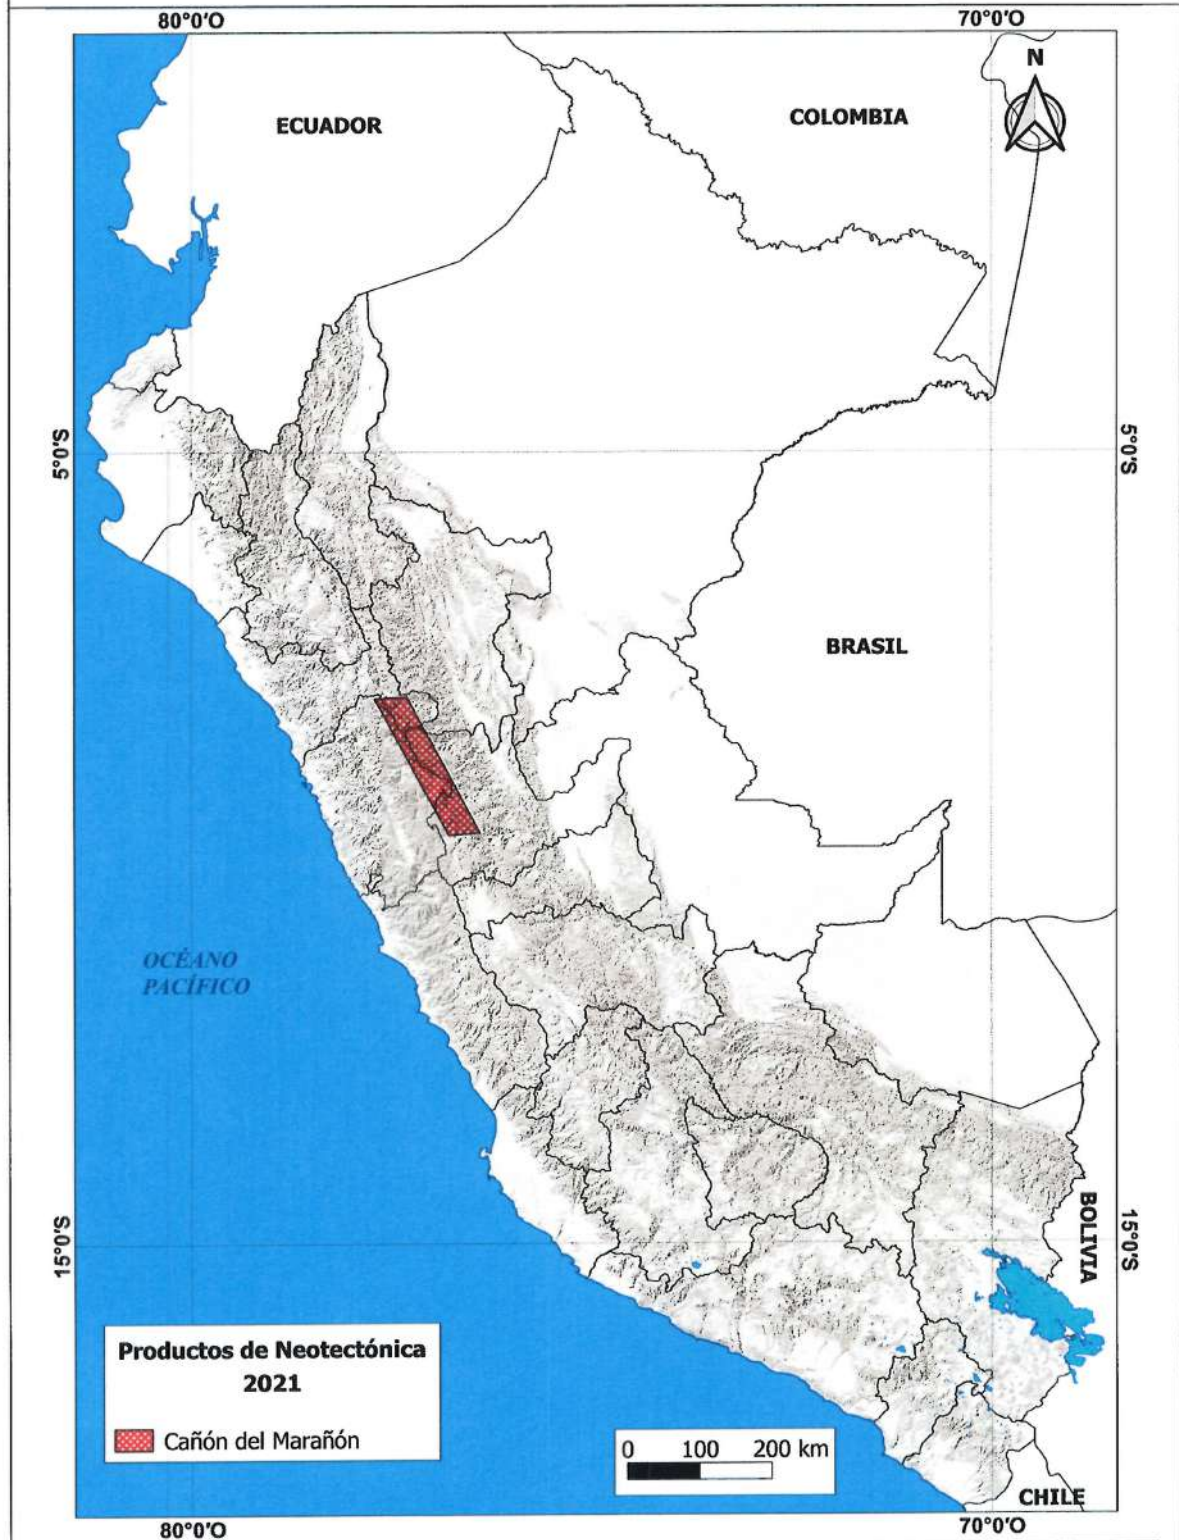 80°0'O
70°0'O
N
ECUADOR
COLOMBIA
5°0'S
5°0'S
BRASIL
OCÉANO
PACÍFICO
BOLIVIA
15°0'S
15°0'S
Productos de Neotectónica
2021
Cañón del Marañón
0 100 200 km
CHILE
80°0'O
70°0'O